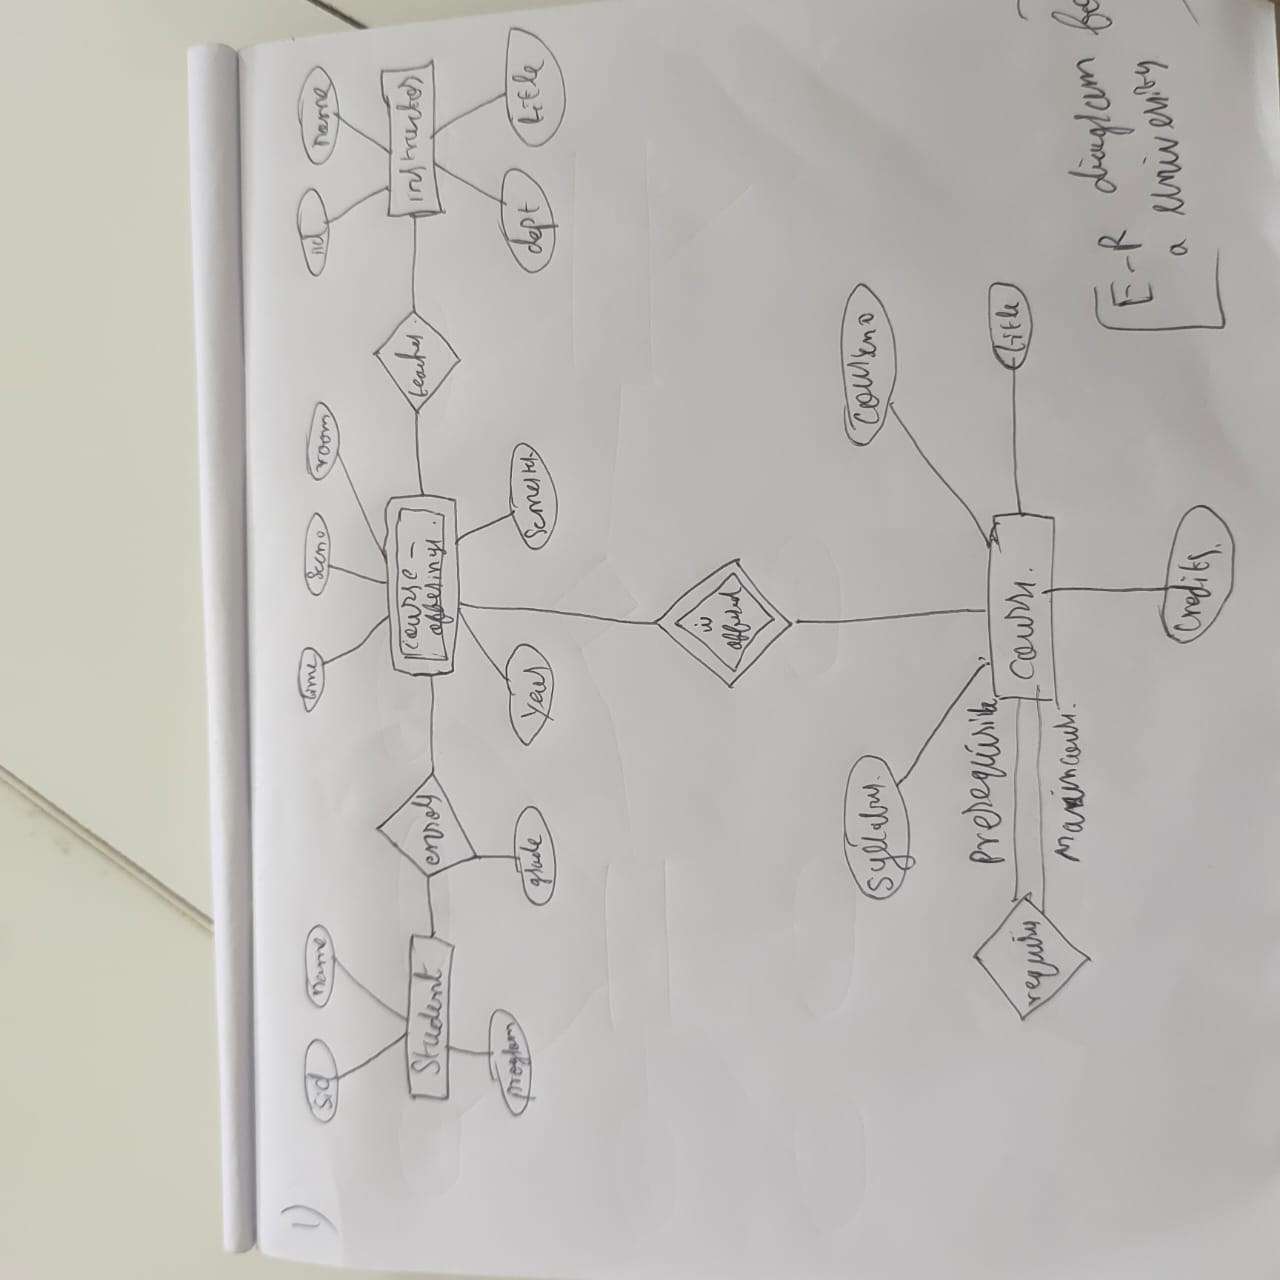 1)
sid
name
time
secno
room
iid
name
Student
enrols
course-
offerings.
teaches
instructor
program
grade
Year
Semester.
dept
title
is
offered
Syllabus.
Courseno
Prerequisite
requires
Course.
title
Maincourse.
Credits.
E-R diagram fo
a University